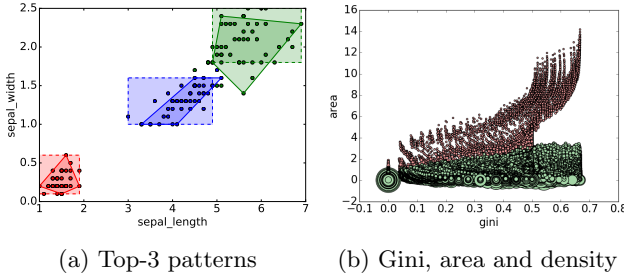 2.5
2.0
1.5
1.0
0.5
0.0
sepal_width
1 2 3 4 5 6 7
sepal_length
(a) Top-3 patterns
16
14
12
10
8
6
4
2
0
−2
area
−0.1 0.0 0.1 0.2 0.3 0.4 0.5 0.6 0.7 0.8
gini
(b) Gini, area and density